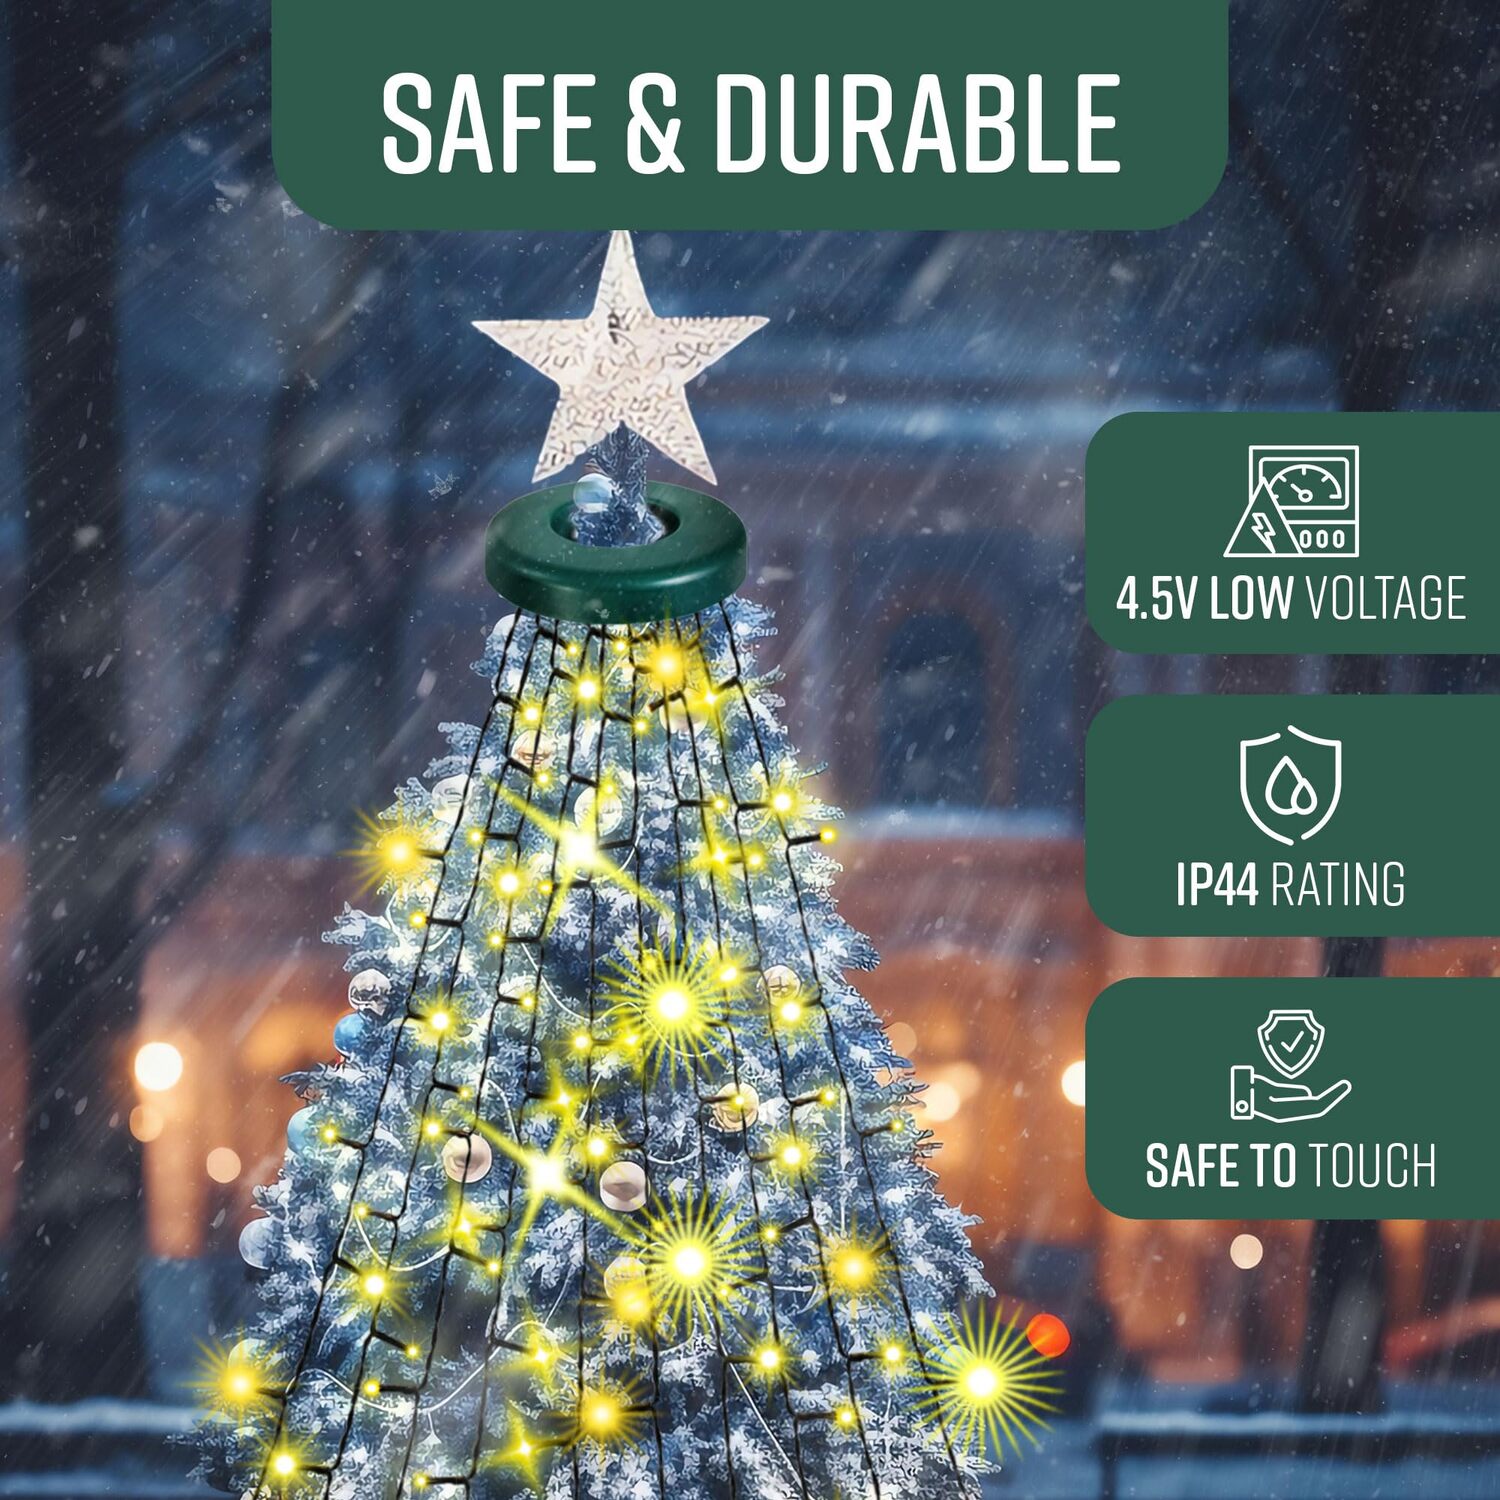 SAFE & DURABLE
4.5V LOW VOLTAGE
IP44 RATING
SAFE TO TOUCH